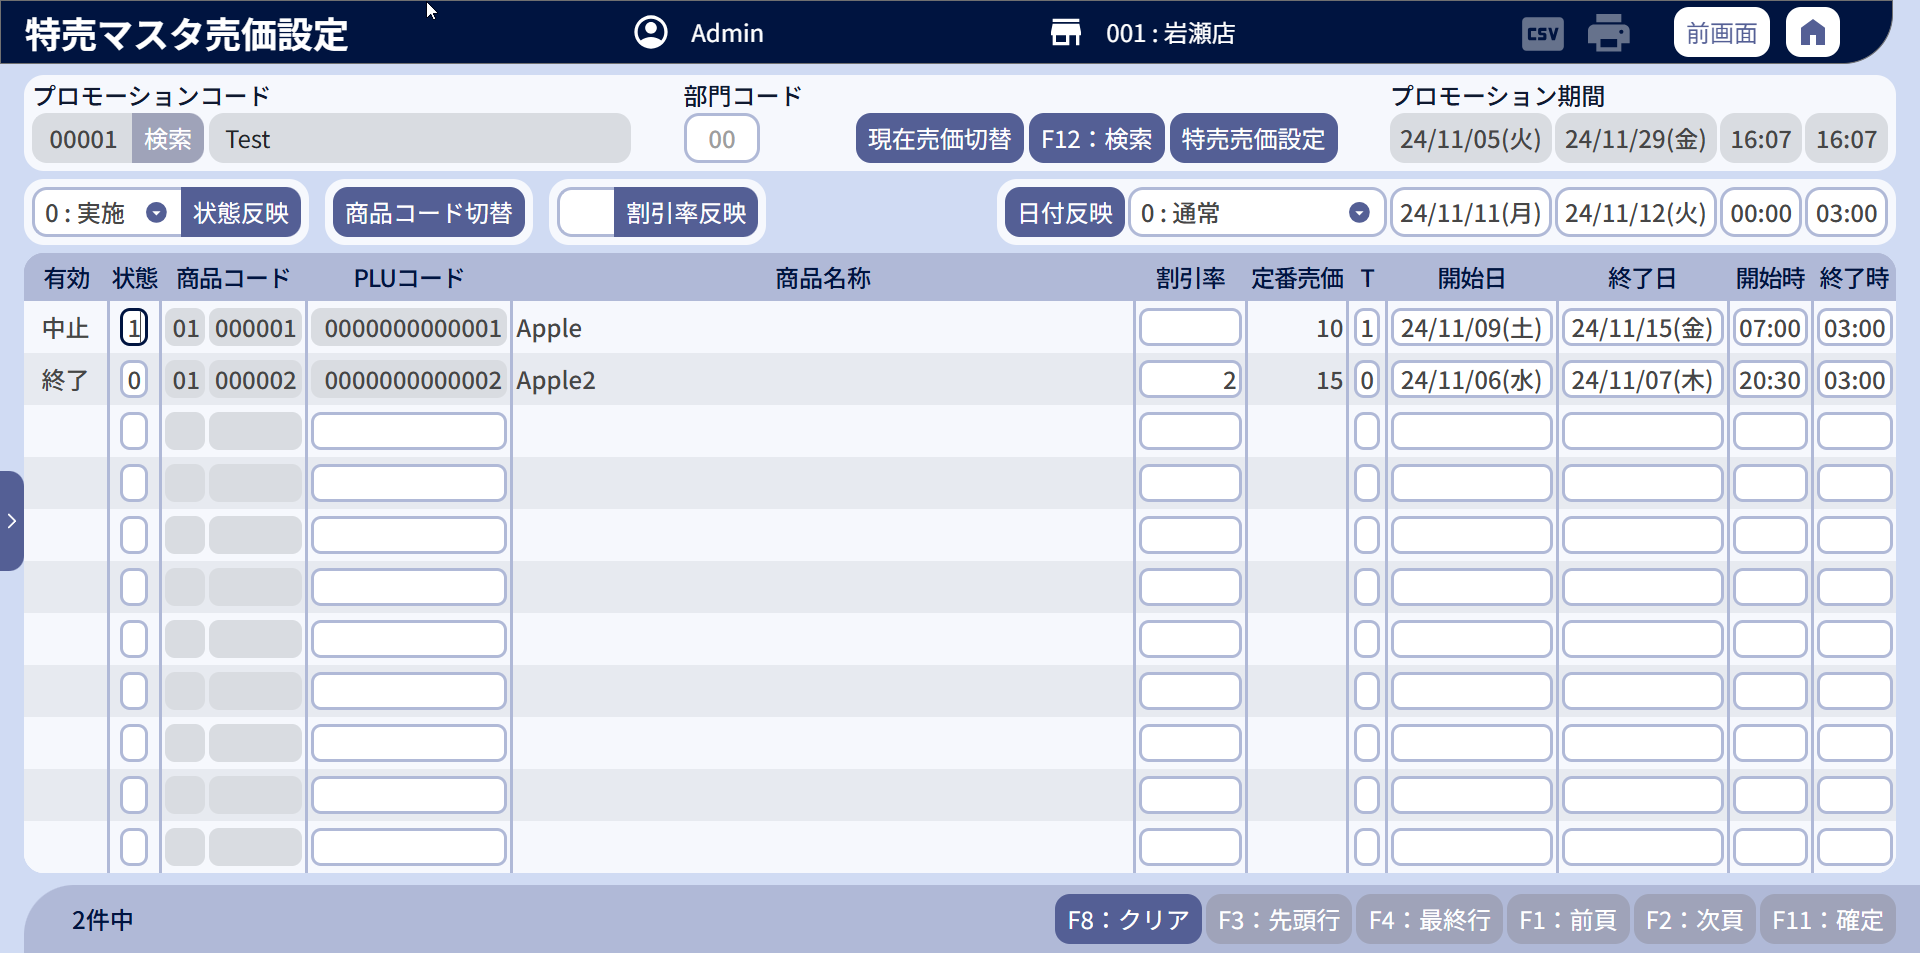 特売マスタ売価設定 Admin 001 : 岩瀬店 CSV 前画面
プロモーションコード 部門コード プロモーション期間
00001 検索 Test 00 現在売価切替 F12：検索 特売売価設定 24/11/05(火) 24/11/29(金) 16:07 16:07
0 : 実施 状態反映 商品コード切替 割引率反映 日付反映 0 : 通常 24/11/11(月) 24/11/12(火) 00:00 03:00
有効 状態 商品コード PLUコード 商品名称 割引率 定番売価 T 開始日 終了日 開始時 終了時
中止 1 01 000001 0000000000001 Apple 10 1 24/11/09(土) 24/11/15(金) 07:00 03:00
終了 0 01 000002 0000000000002 Apple2 2 15 0 24/11/06(水) 24/11/07(木) 20:30 03:00
2件中 F8：クリア F3：先頭行 F4：最終行 F1：前頁 F2：次頁 F11：確定